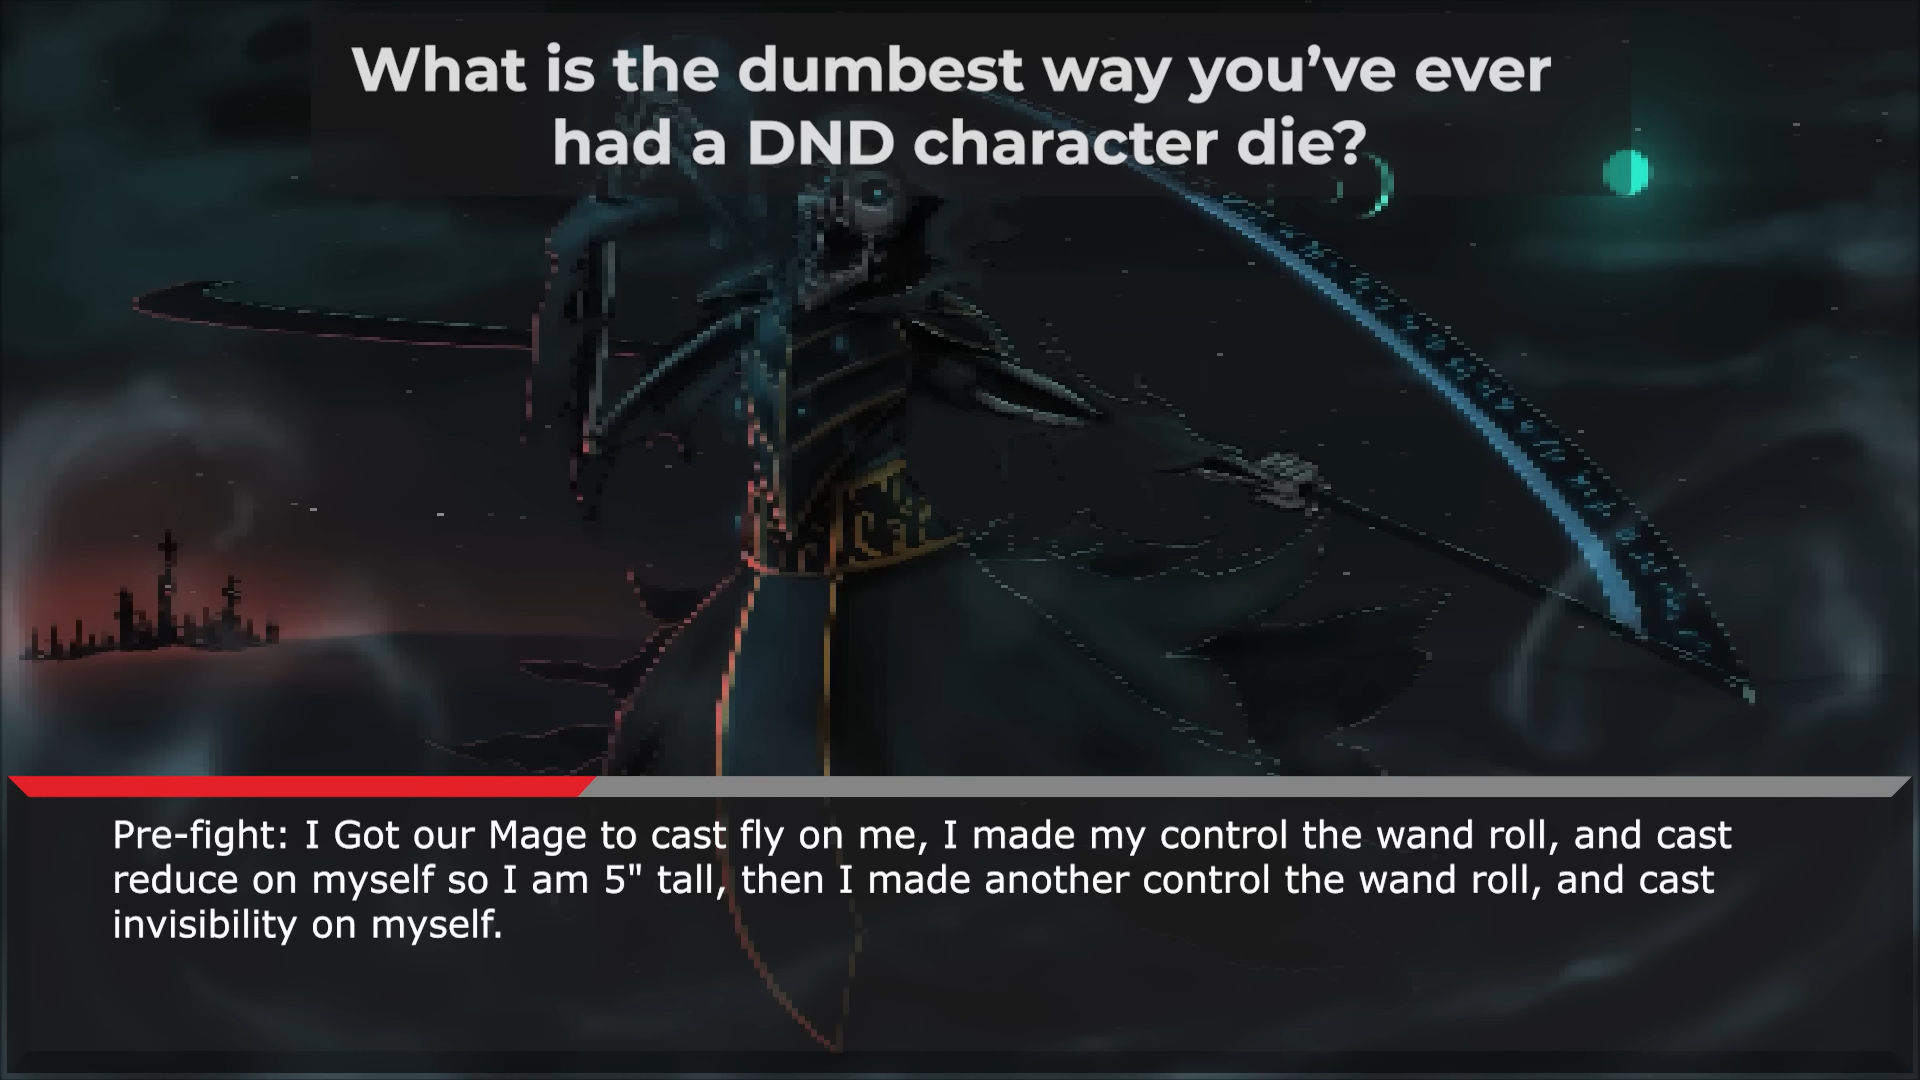 What is the dumbest way you’ve ever
had a DND character die?
Pre-fight: I Got our Mage to cast fly on me, I made my control the wand roll, and cast
reduce on myself so I am 5" tall, then I made another control the wand roll, and cast
invisibility on myself.